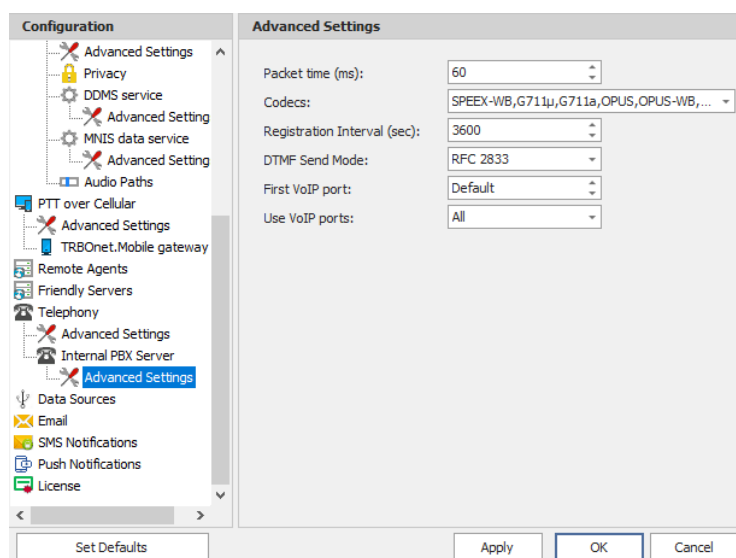 Configuration
Advanced Settings
Privacy
DDMS service
Advanced Setting
MNIS data service
Advanced Setting
Audio Paths
PTT over Cellular
Advanced Settings
TRBOnet.Mobile gateway
Remote Agents
Friendly Servers
Telephony
Advanced Settings
Internal PBX Server
Advanced Settings
Data Sources
Email
SMS Notifications
Push Notifications
License
Set Defaults
Advanced Settings
Packet time (ms): 60
Codecs: SPEEX-WB,G711µ,G711a,OPUS,OPUS-WB,...
Registration Interval (sec): 3600
DTMF Send Mode: RFC 2833
First VoIP port: Default
Use VoIP ports: All
Apply OK Cancel